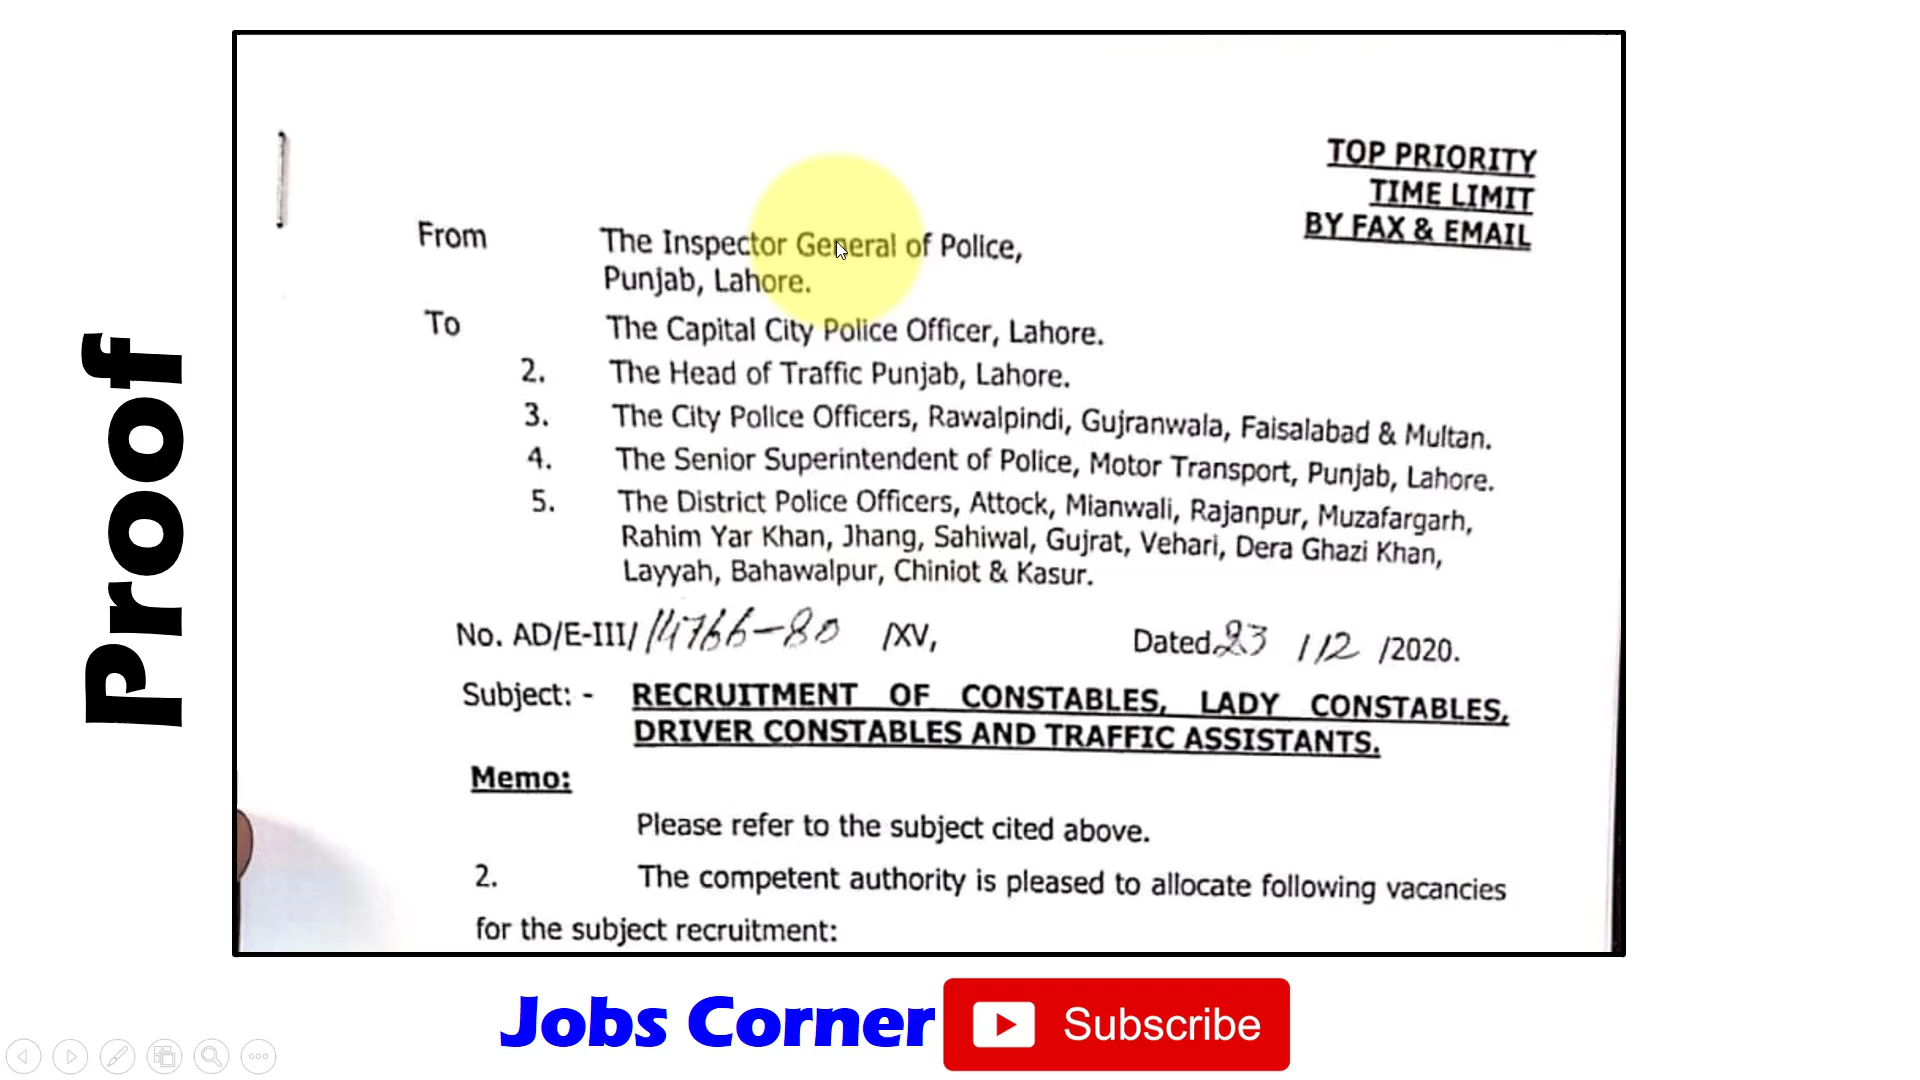 Proof
TOP PRIORITY
TIME LIMIT
BY FAX & EMAIL
From The Inspector General of Police,
Punjab, Lahore.
To The Capital City Police Officer, Lahore.
2. The Head of Traffic Punjab, Lahore.
3. The City Police Officers, Rawalpindi, Gujranwala, Faisalabad & Multan.
4. The Senior Superintendent of Police, Motor Transport, Punjab, Lahore.
5. The District Police Officers, Attock, Mianwali, Rajanpur, Muzafargarh,
Rahim Yar Khan, Jhang, Sahiwal, Gujrat, Vehari, Dera Ghazi Khan,
Layyah, Bahawalpur, Chiniot & Kasur.
No. AD/E-III/14766-80 /XV, Dated 23 /12 /2020.
Subject: - RECRUITMENT OF CONSTABLES, LADY CONSTABLES,
DRIVER CONSTABLES AND TRAFFIC ASSISTANTS.
Memo:
Please refer to the subject cited above.
2. The competent authority is pleased to allocate following vacancies
for the subject recruitment:
Jobs Corner Subscribe